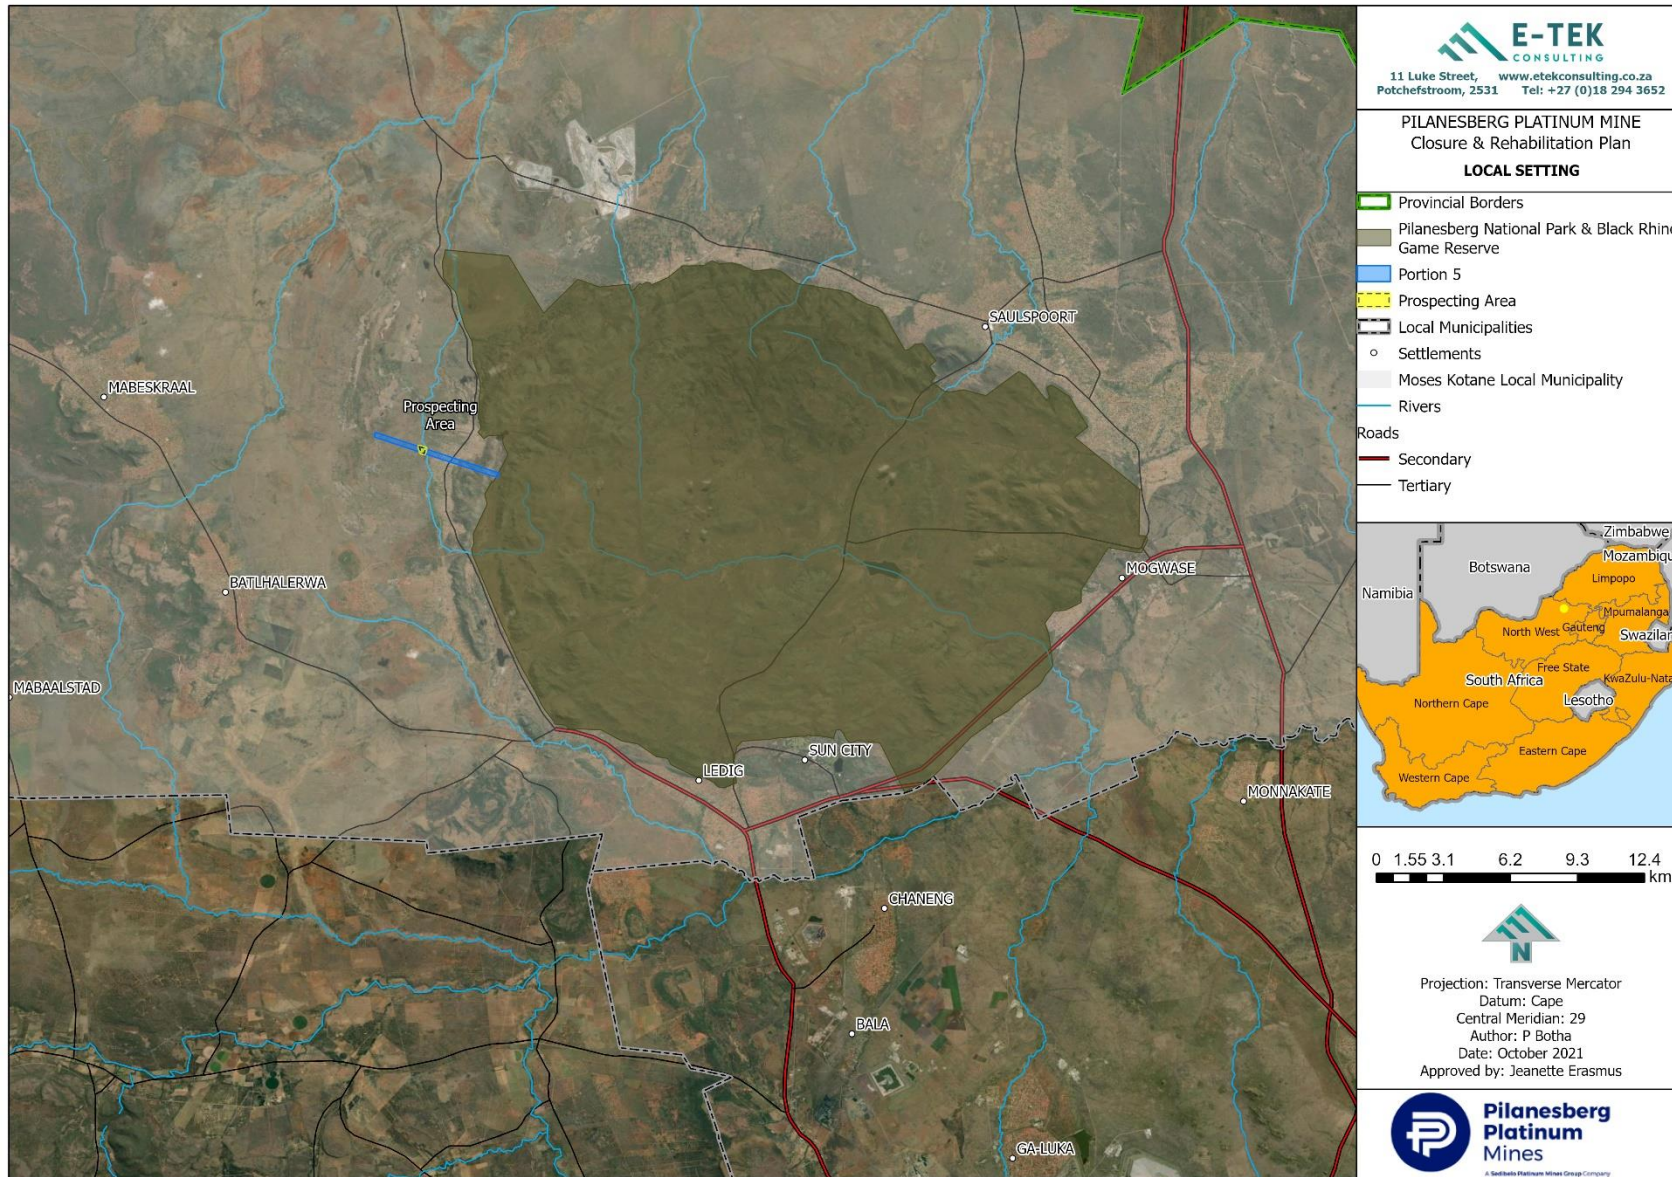 E-TEK
CONSULTING
11 Luke Street, www.etekconsulting.co.za
Potchefstroom, 2531 Tel: +27 (0)18 294 3652
PILANESBERG PLATINUM MINE
Closure & Rehabilitation Plan
LOCAL SETTING
Provincial Borders
Pilanesberg National Park & Black Rhin
Game Reserve
Portion 5
Prospecting Area
Local Municipalities
Settlements
Moses Kotane Local Municipality
Rivers
Roads
Secondary
Tertiary
SAULSPOORT
MABESKRAAL
Prospecting
Area
BATLHALERWA
MOGWASE
MABAALSTAD
SUN CITY
LEDIG
MONNAKATE
CHANENG
BALA
GA-LUKA
Zimbabwe
Mozambiqu
Botswana
Limpopo
Namibia
Mpumalanga
North West
Gauteng
Swazilan
Free State
South Africa
KwaZulu-Nata
Northern Cape
Lesotho
Eastern Cape
Western Cape
0 1.55 3.1 6.2 9.3 12.4
km
N
Projection: Transverse Mercator
Datum: Cape
Central Meridian: 29
Author: P Botha
Date: October 2021
Approved by: Jeanette Erasmus
Pilanesberg
Platinum
Mines
A Sedibelo Platinum Mines Group Company